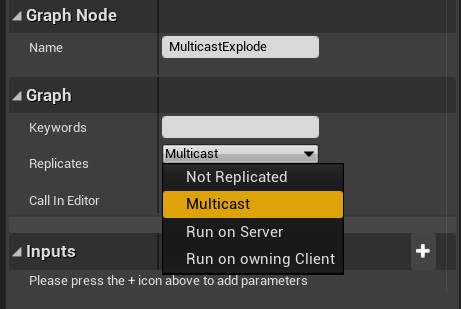 Graph Node
Name MulticastExplode
Graph
Keywords
Replicates Multicast
Not Replicated
Call In Editor Multicast
Run on Server
Inputs
Run on owning Client
Please press the + icon above to add parameters